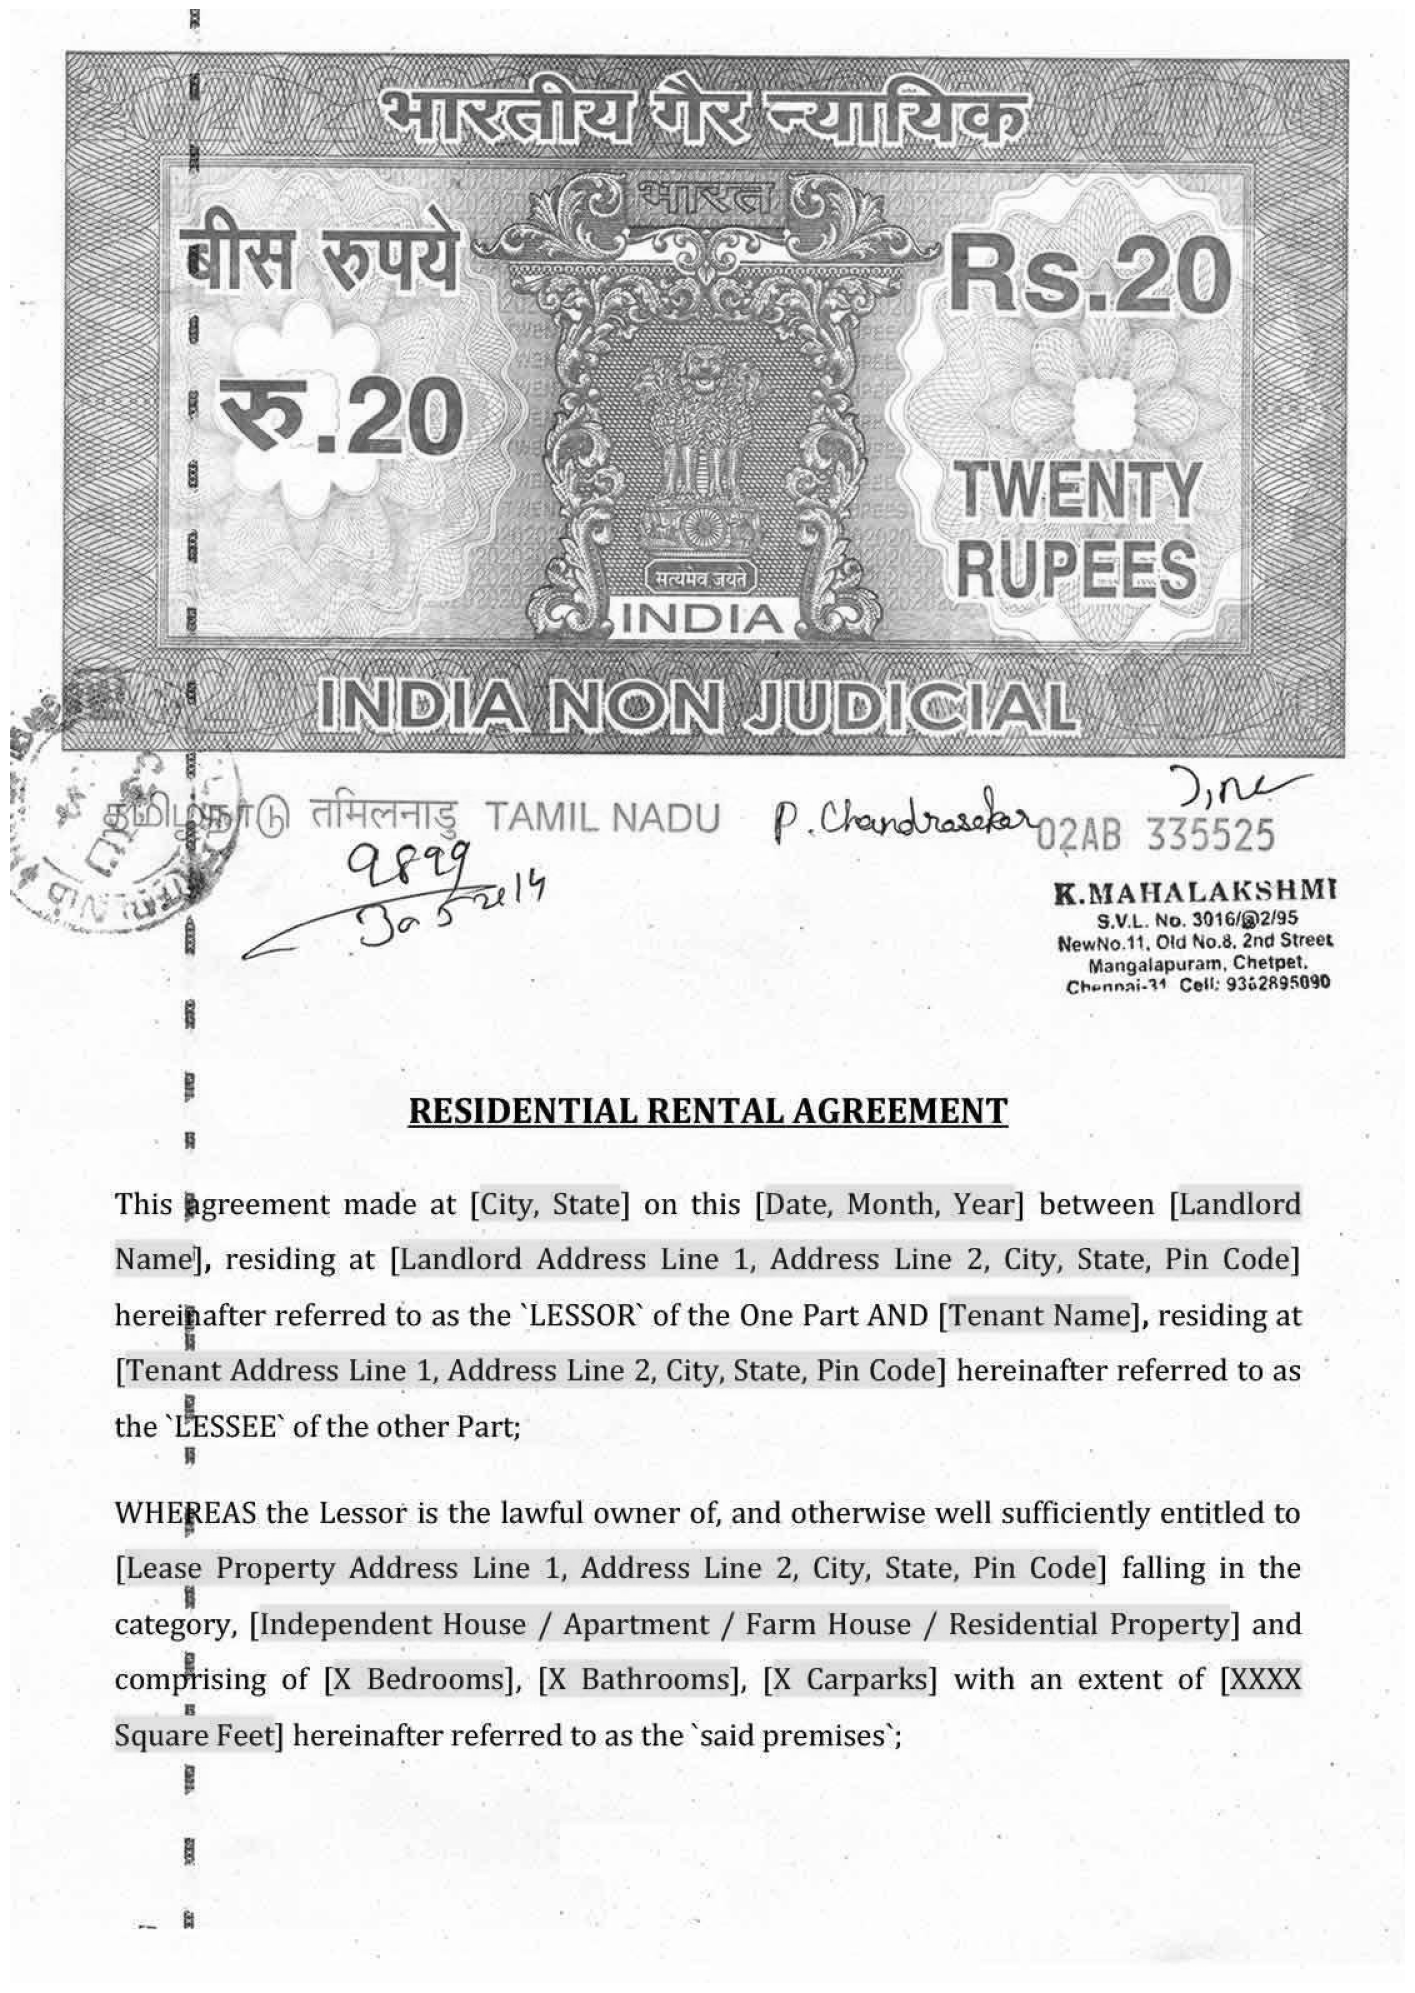 भारतीय गैर न्यायिक
भारत
बीस रुपये
Rs.20
रु.20
TWENTY
RUPEES
सत्यमेव जयते
INDIA
INDIA NON JUDICIAL
தமிழ்நாடு तमिलनाडु TAMIL NADU
P. Chandrasekar
02AB 335525
K.MAHALAKSHMI
S.V.L. No.
NewNo.11, Old No.8, 2nd Street
Mangalapuram, Chetpet,
Chennai-31 Cell:
RESIDENTIAL RENTAL AGREEMENT
This agreement made at [City, State] on this [Date, Month, Year] between [Landlord
Name], residing at [Landlord Address Line 1, Address Line 2, City, State, Pin Code]
hereinafter referred to as the `LESSOR` of the One Part AND [Tenant Name], residing at
[Tenant Address Line 1, Address Line 2, City, State, Pin Code] hereinafter referred to as
the `LESSEE` of the other Part;
WHEREAS the Lessor is the lawful owner of, and otherwise well sufficiently entitled to
[Lease Property Address Line 1, Address Line 2, City, State, Pin Code] falling in the
category, [Independent House / Apartment / Farm House / Residential Property] and
comprising of [X Bedrooms], [X Bathrooms], [X Carparks] with an extent of [XXXX
Square Feet] hereinafter referred to as the `said premises`;